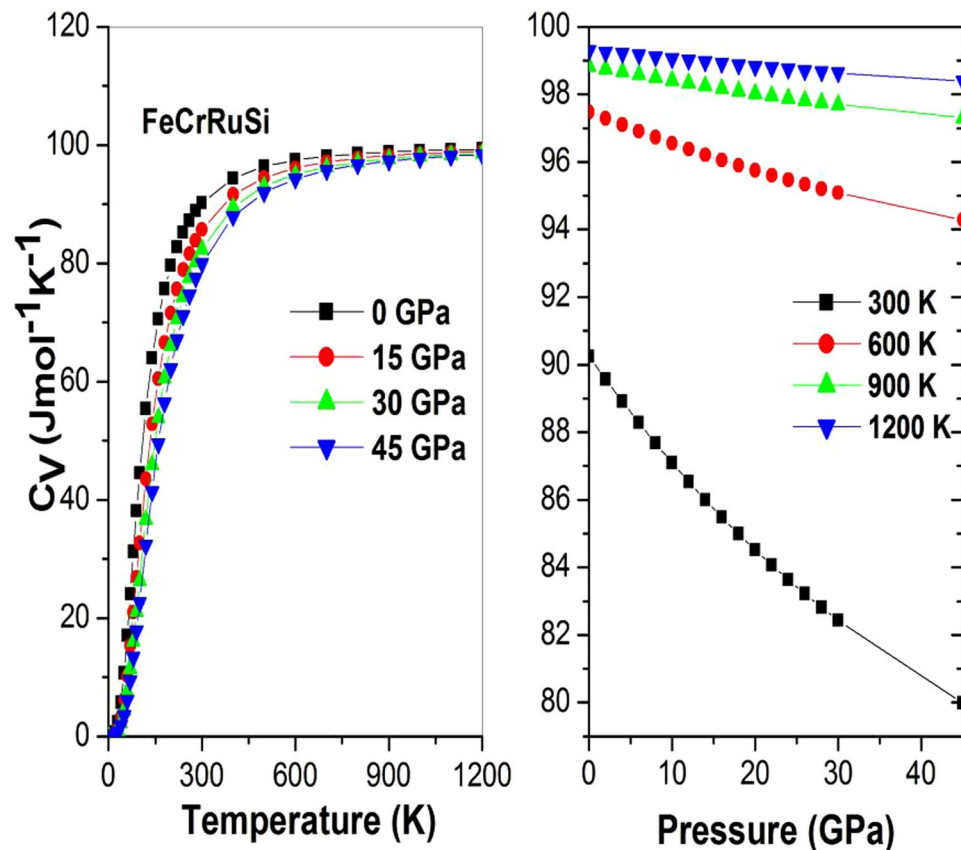 FeCrRuSi
Cv (Jmol⁻¹K⁻¹)
120
100
80
60
40
20
0
0 GPa
15 GPa
30 GPa
45 GPa
0 300 600 900 1200
Temperature (K)
100
98
96
94
92
90
88
86
84
82
80
300 K
600 K
900 K
1200 K
0 10 20 30 40
Pressure (GPa)